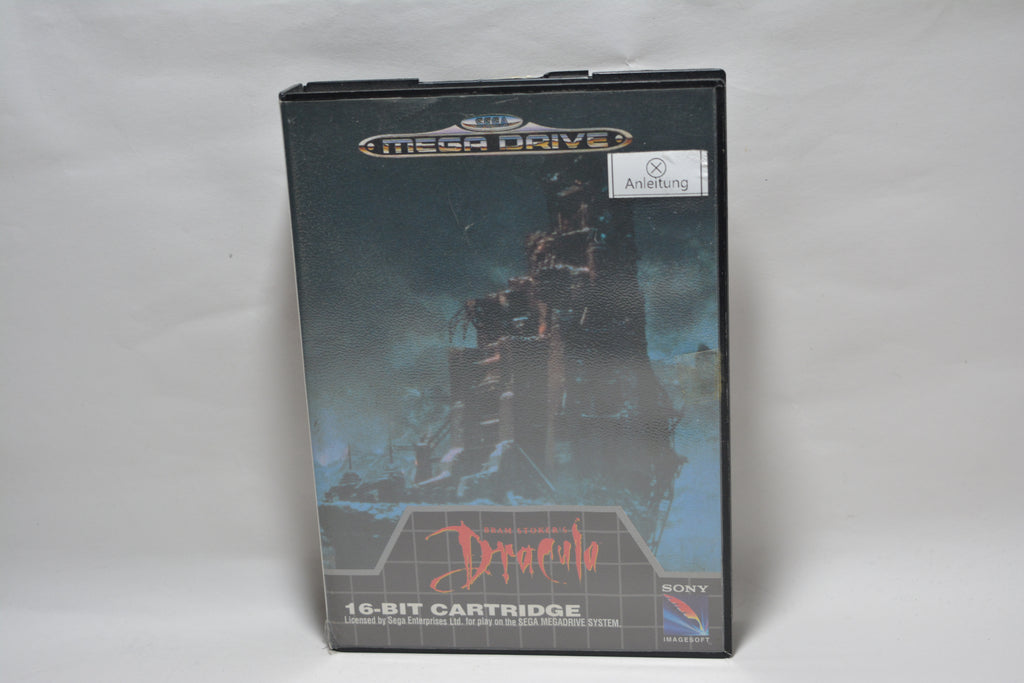 SEGA
MEGA DRIVE
Anleitung
BRAM STOKER'S
Dracula
16-BIT CARTRIDGE
Licensed by Sega Enterprises Ltd. for play on the SEGA MEGADRIVE SYSTEM.
SONY
IMAGESOFT